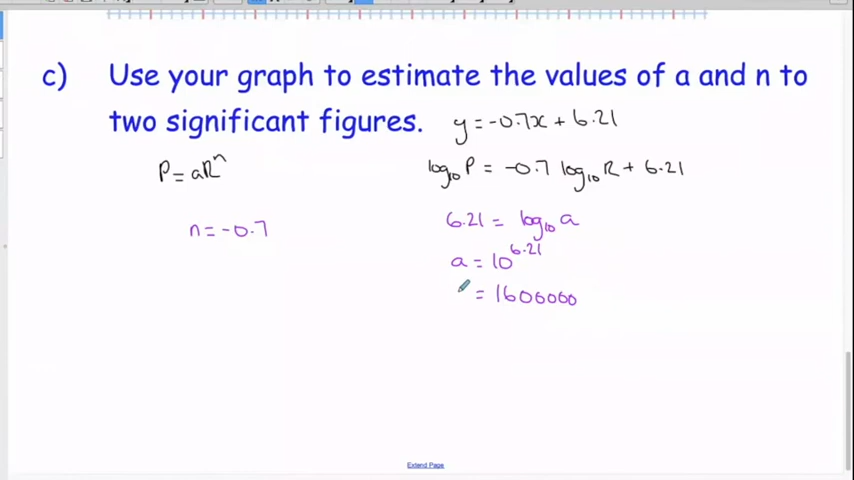 c) Use your graph to estimate the values of a and n to
two significant figures.
y = -0.7x + 6.21
P = aRⁿ
log₁₀ P = -0.7 log₁₀ R + 6.21
n = -0.7
6.21 = log₁₀ a
a = 10^6.21
= 1600000
Extend Page